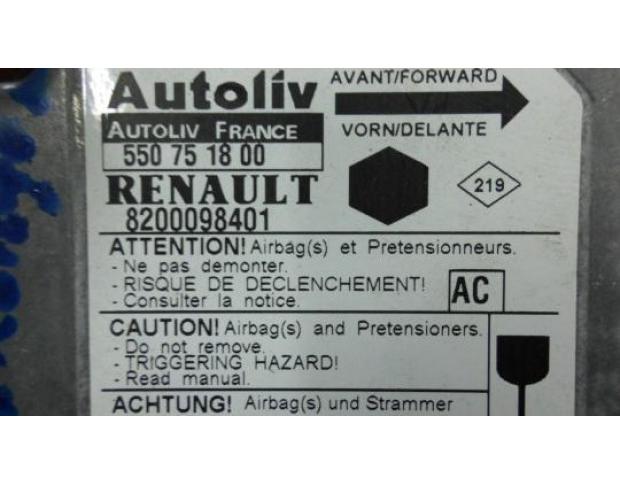 Autoliv
AVANT/FORWARD
AUTOLIV FRANCE
VORN/DELANTE
550 75 18 00
RENAULT
219
8200098401
ATTENTION! Airbag(s) et Pretensionneurs.
- Ne pas demonter.
- RISQUE DE DECLENCHEMENT!
- Consulter la notice.
AC
CAUTION! Airbag(s) and Pretensioners.
- Do not remove.
- TRIGGERING HAZARD!
- Read manual.
ACHTUNG! Airbag(s) und Strammer